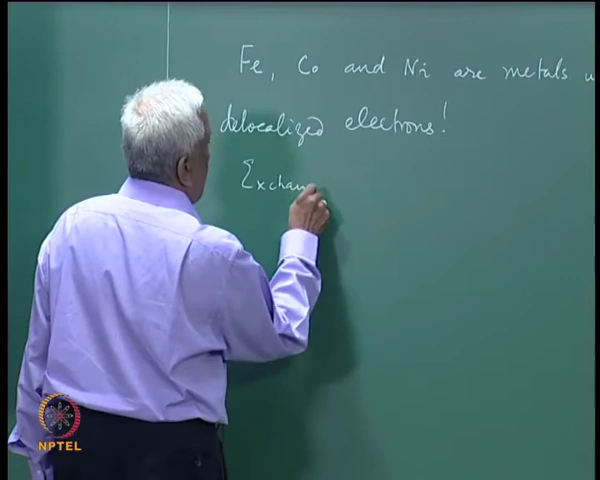 Fe, Co and Ni are metals
delocalized electrons!
Exchan
NPTEL